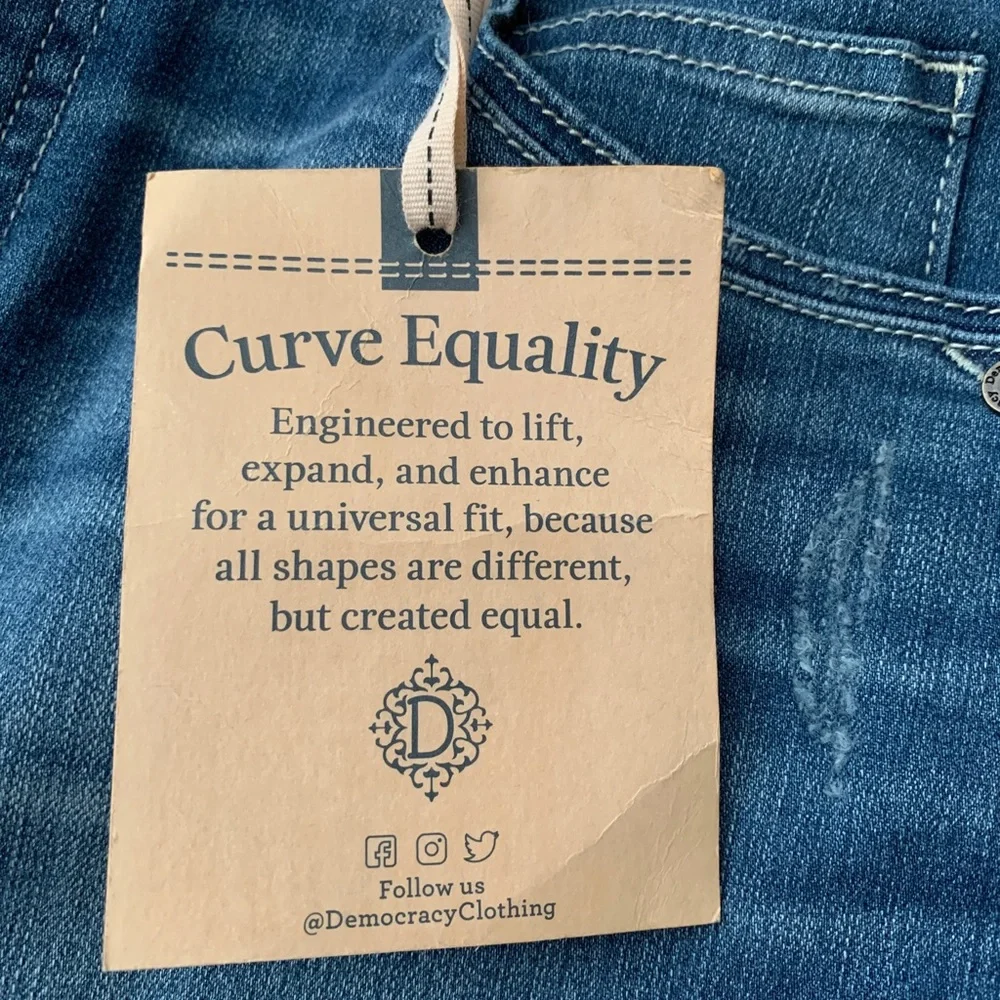 Curve Equality
Engineered to lift,
expand, and enhance
for a universal fit, because
all shapes are different,
but created equal.
D
Follow us
@DemocracyClothing